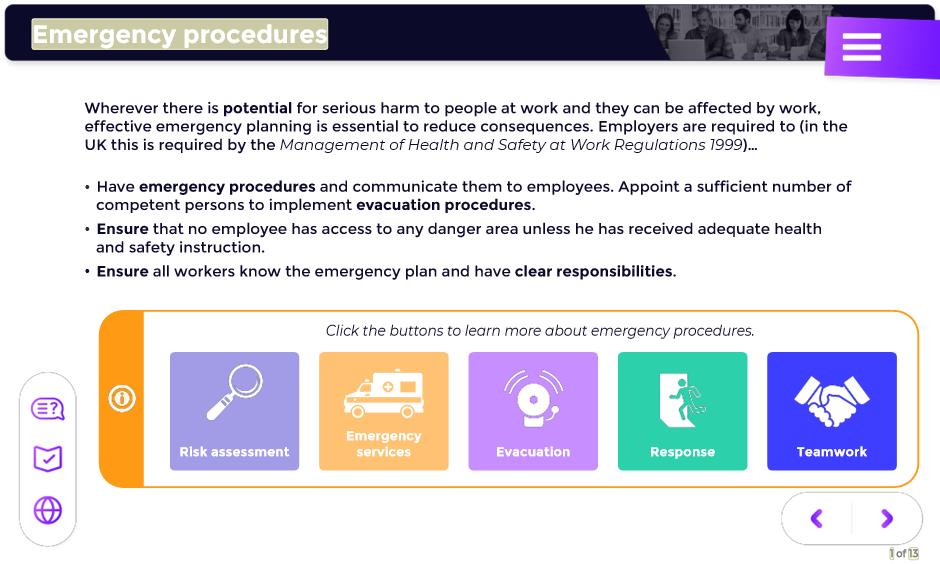 Emergency procedures
Wherever there is potential for serious harm to people at work and they can be affected by work,
effective emergency planning is essential to reduce consequences. Employers are required to (in the
UK this is required by the Management of Health and Safety at Work Regulations 1999)...
• Have emergency procedures and communicate them to employees. Appoint a sufficient number of
competent persons to implement evacuation procedures.
• Ensure that no employee has access to any danger area unless he has received adequate health
and safety instruction.
• Ensure all workers know the emergency plan and have clear responsibilities.
Click the buttons to learn more about emergency procedures.
Risk assessment
Emergency
services
Evacuation
Response
Teamwork
1 of 13